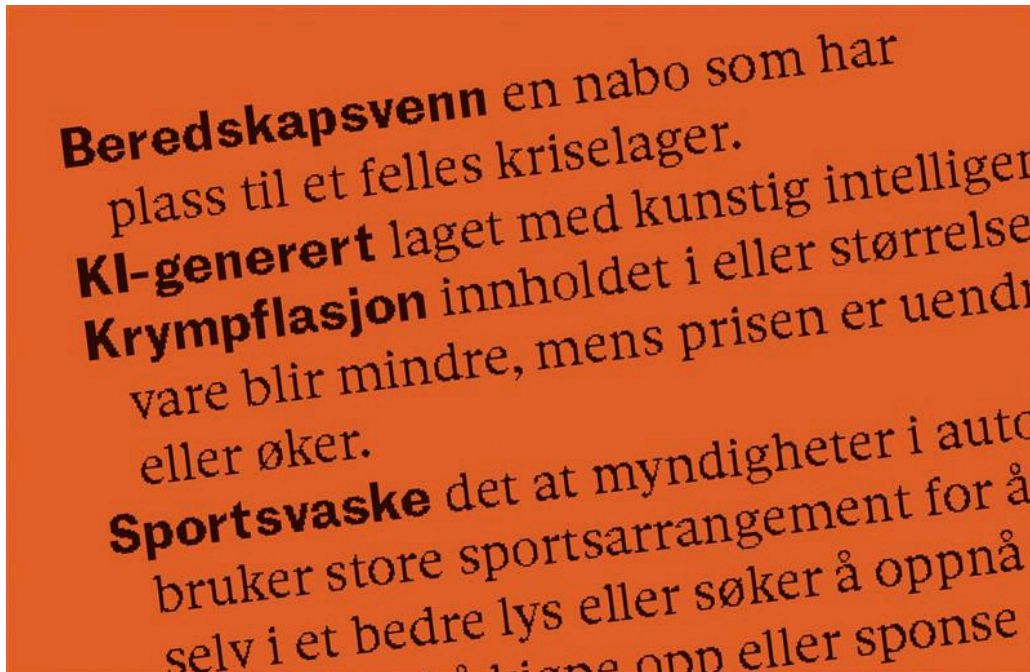 Beredskapsvenn en nabo som har
plass til et felles kriselager.
KI-generert laget med kunstig intelligen
Krympflasjon innholdet i eller størrelse
vare blir mindre, mens prisen er uendr
eller øker.
Sportsvaske det at myndigheter i auto
bruker store sportsarrangement for å
selv i et bedre lys eller søker å oppnå
opp eller sponse